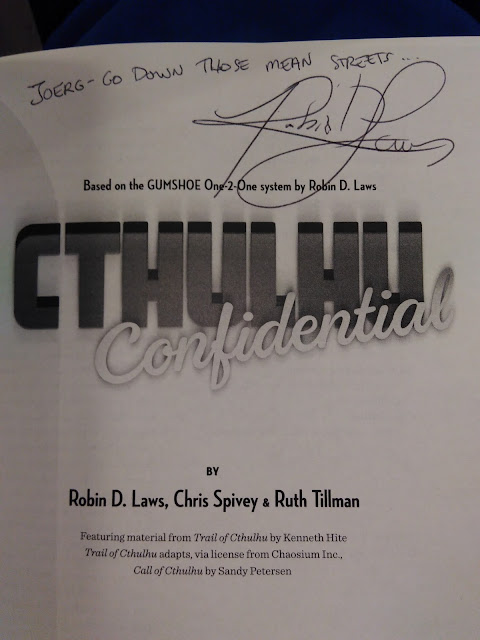 JOERG - GO DOWN THOSE MEAN STREETS...
Robin D. Laws
Based on the GUMSHOE One-2-One system by Robin D. Laws
CTHULHU
Confidential
BY
Robin D. Laws, Chris Spivey & Ruth Tillman
Featuring material from Trail of Cthulhu by Kenneth Hite
Trail of Cthulhu adapts, via license from Chaosium Inc.,
Call of Cthulhu by Sandy Petersen